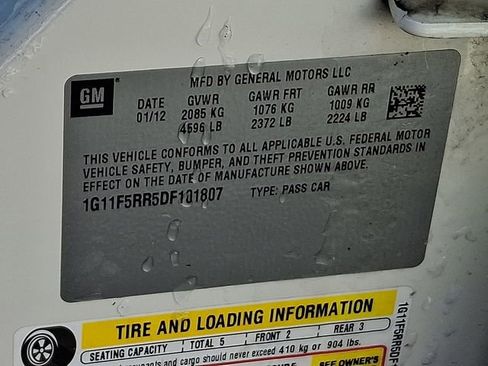 GM
MFD BY GENERAL MOTORS LLC
DATE GVWR GAWR FRT GAWR RR
01/12 2085 KG 1076 KG 1009 KG
4596 LB 2372 LB 2224 LB
THIS VEHICLE CONFORMS TO ALL APPLICABLE U.S. FEDERAL MOTOR
VEHICLE SAFETY, BUMPER, AND THEFT PREVENTION STANDARDS IN
EFFECT ON THE DATE OF MANUFACTURE SHOWN ABOVE.
1G11F5RR5DF101807 TYPE: PASS CAR
TIRE AND LOADING INFORMATION
SEATING CAPACITY TOTAL 5 FRONT 2 REAR 3
and cargo should never exceed 410 kg or 904 lbs.
SEE OWNER'S
1G11F5RR5DF1